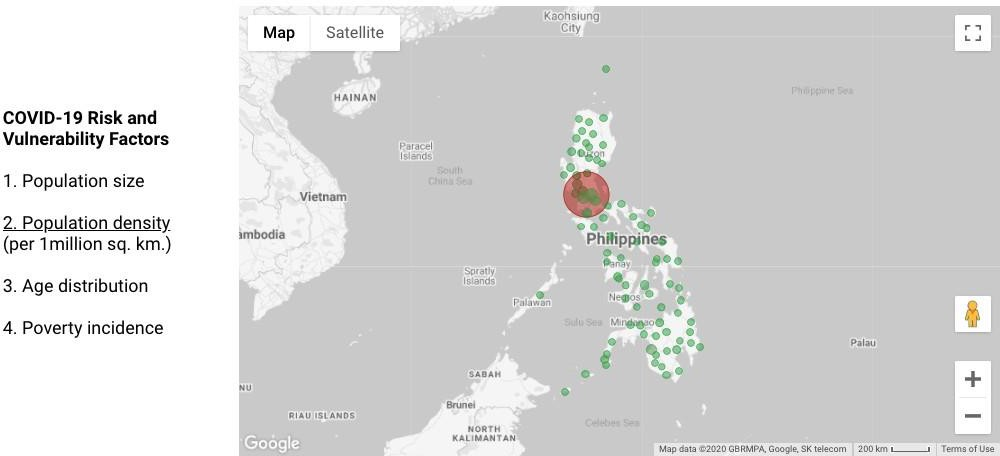 COVID-19 Risk and
Vulnerability Factors
1. Population size
2. Population density
(per 1million sq. km.)
3. Age distribution
4. Poverty incidence
Map
Satellite
Kaohsiung
City
HAINAN
Philippine Sea
Paracel
Islands
South
China Sea
Luzon
Vietnam
ambodia
Philippines
Panay
Spratly
Islands
Palawan
Negros
Sulu Sea
Mindanao
Palau
SABAH
Brunei
NU
RIAU ISLANDS
NORTH
KALIMANTAN
Celebes Sea
Google
Map data ©2020 GBRMPA, Google, SK telecom
200 km
Terms of Use